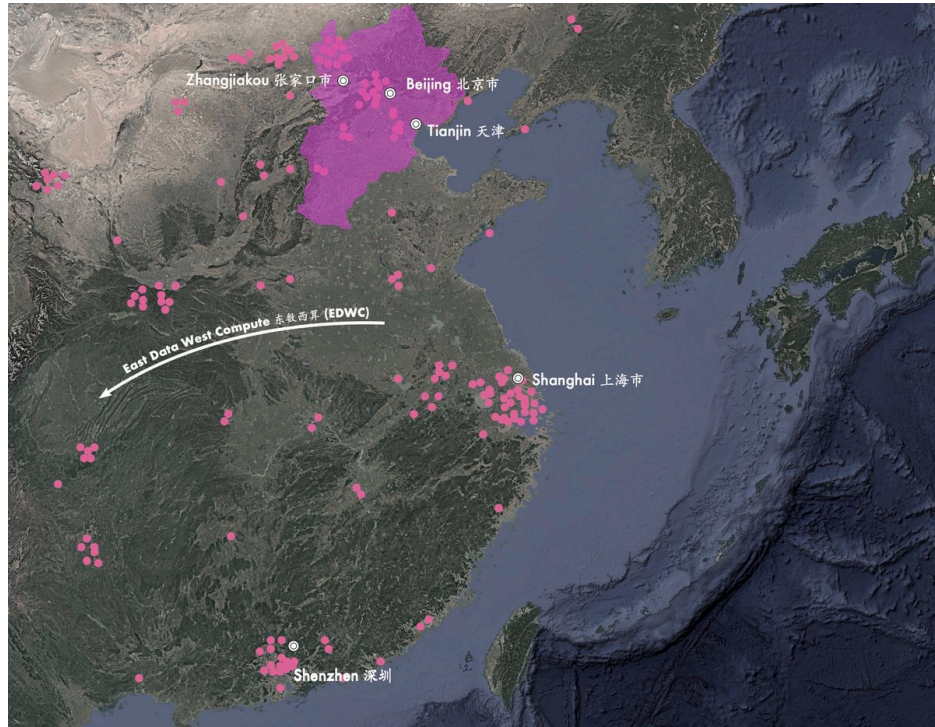 Zhangjiakou 张家口市
Beijing 北京市
Tianjin 天津
East Data West Compute 东数西算 (EDWC)
Shanghai 上海市
Shenzhen 深圳